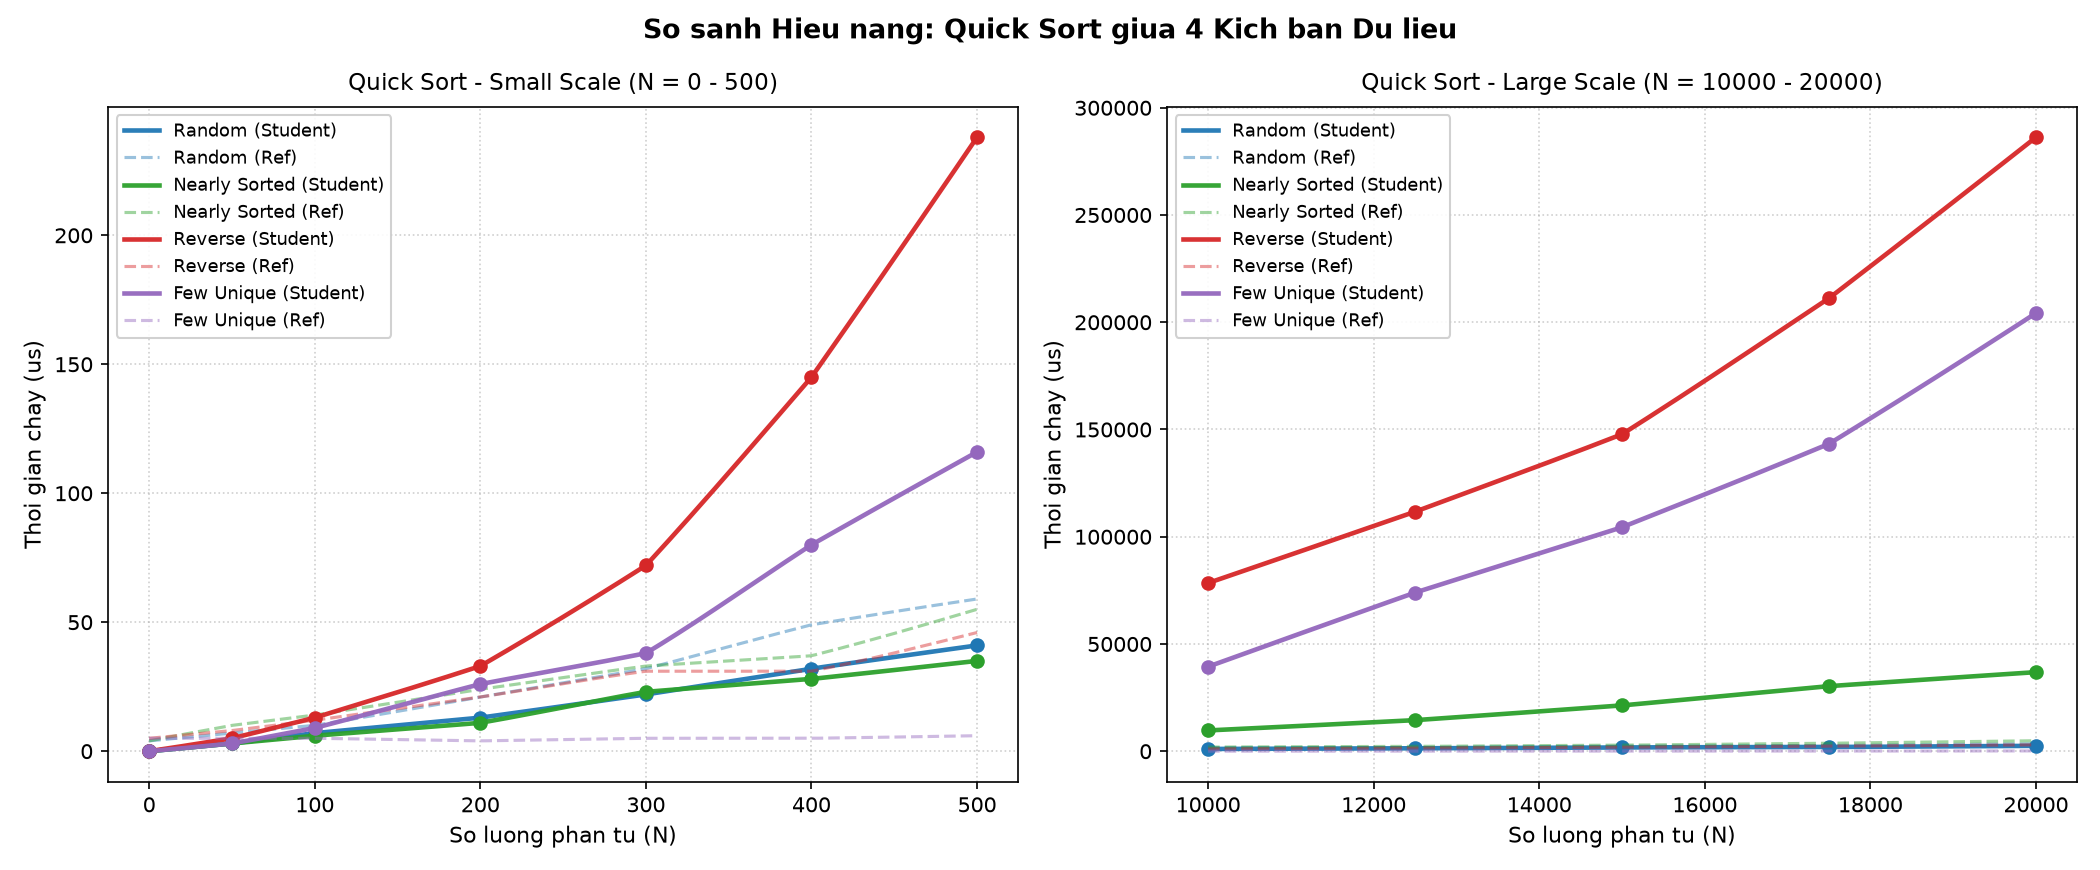 So sanh Hieu nang: Quick Sort giua 4 Kich ban Du lieu
Quick Sort - Small Scale (N = 0 - 500)
Random (Student)
Random (Ref)
Nearly Sorted (Student)
Nearly Sorted (Ref)
Reverse (Student)
Reverse (Ref)
Few Unique (Student)
Few Unique (Ref)
Thoi gian chay (us)
200
150
100
50
0
0
100
200
300
400
500
So luong phan tu (N)
Quick Sort - Large Scale (N = 10000 - 20000)
Random (Student)
Random (Ref)
Nearly Sorted (Student)
Nearly Sorted (Ref)
Reverse (Student)
Reverse (Ref)
Few Unique (Student)
Few Unique (Ref)
Thoi gian chay (us)
300000
250000
200000
150000
100000
50000
0
10000
12000
14000
16000
18000
20000
So luong phan tu (N)